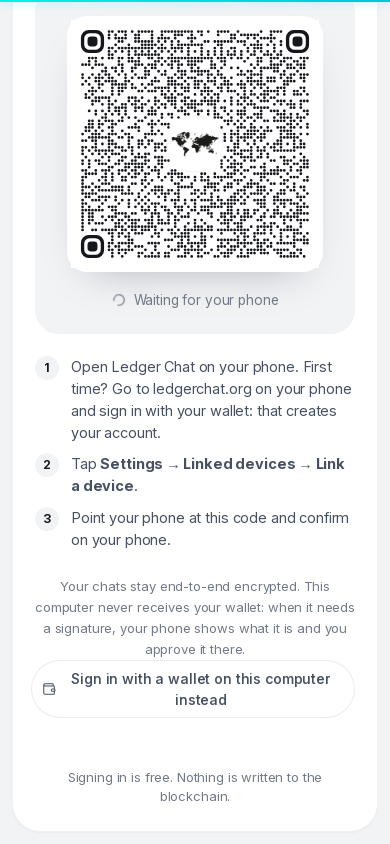 Waiting for your phone
1 Open Ledger Chat on your phone. First
time? Go to ledgerchat.org on your phone
and sign in with your wallet: that creates
your account.
2 Tap Settings → Linked devices → Link
a device.
3 Point your phone at this code and confirm
on your phone.
Your chats stay end-to-end encrypted. This
computer never receives your wallet: when it needs
a signature, your phone shows what it is and you
approve it there.
Sign in with a wallet on this computer
instead
Signing in is free. Nothing is written to the
blockchain.